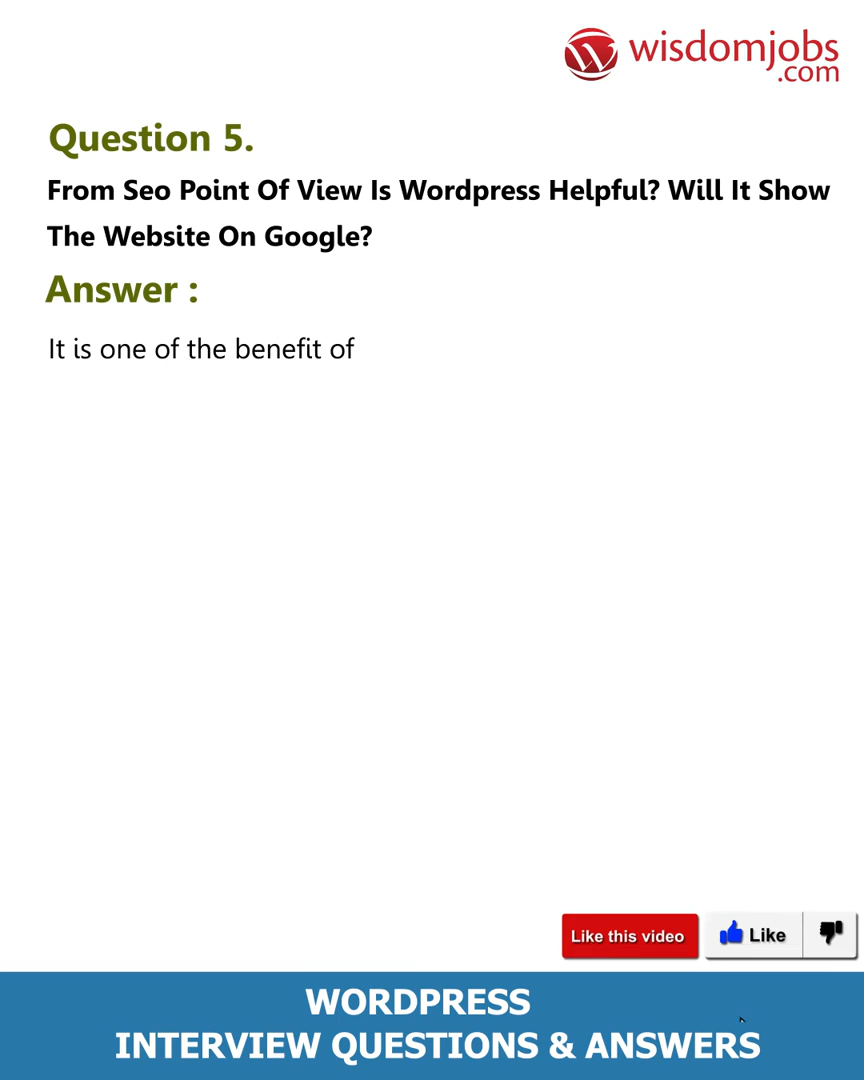 wisdomjobs
.com
Question 5.
From Seo Point Of View Is Wordpress Helpful? Will It Show
The Website On Google?
Answer :
It is one of the benefit of
Like this video
Like
WORDPRESS
INTERVIEW QUESTIONS & ANSWERS